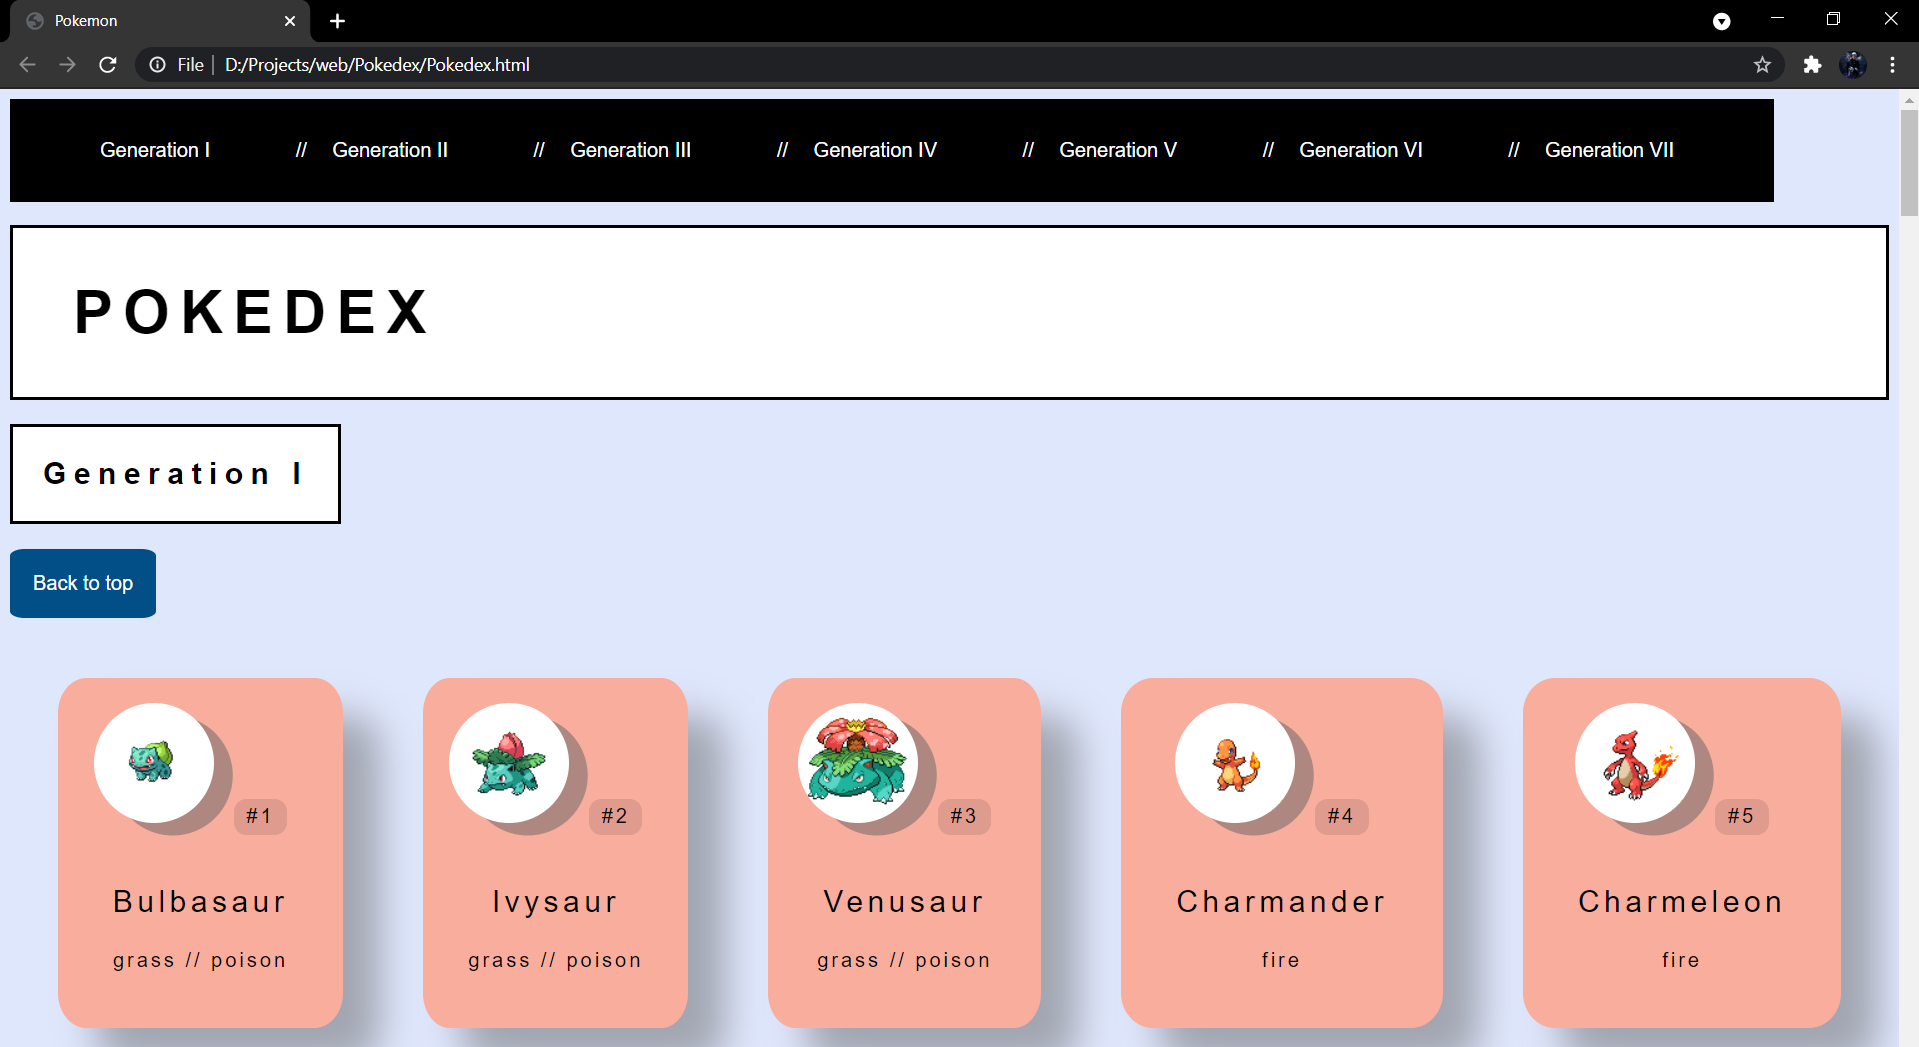 Pokemon
File | D:/Projects/web/Pokedex/Pokedex.html
Generation I // Generation II // Generation III // Generation IV // Generation V // Generation VI // Generation VII
POKEDEX
Generation I
Back to top
#1 #2 #3 #4 #5
Bulbasaur Ivysaur Venusaur Charmander Charmeleon
grass // poison grass // poison grass // poison fire fire